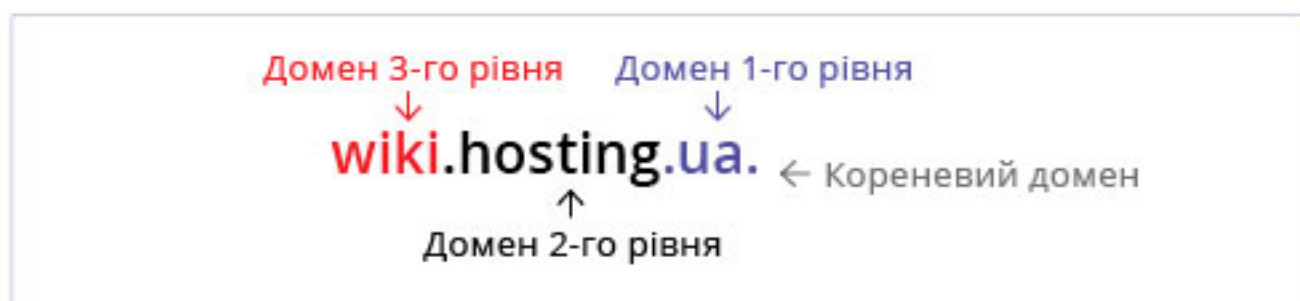 Домен 3-го рівня Домен 1-го рівня
↓ ↓
wiki.hosting.ua. ← Кореневий домен
↑
Домен 2-го рівня